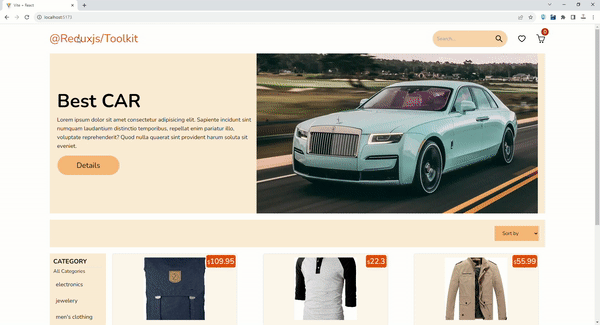 Vite + React
localhost:5173
@Reduxjs/Toolkit
Search...
0
Best CAR
Lorem ipsum dolor sit amet consectetur adipisicing elit. Sapiente incidunt sint
numquam laudantium distinctio temporibus, repellat enim pariatur illo,
voluptate reprehenderit? Quod nulla quaerat sint provident harum soluta sit
eveniet.
Details
Sort by
CATEGORY
All Categories
electronics
jewelery
men's clothing
$109.95
$22.3
$55.99